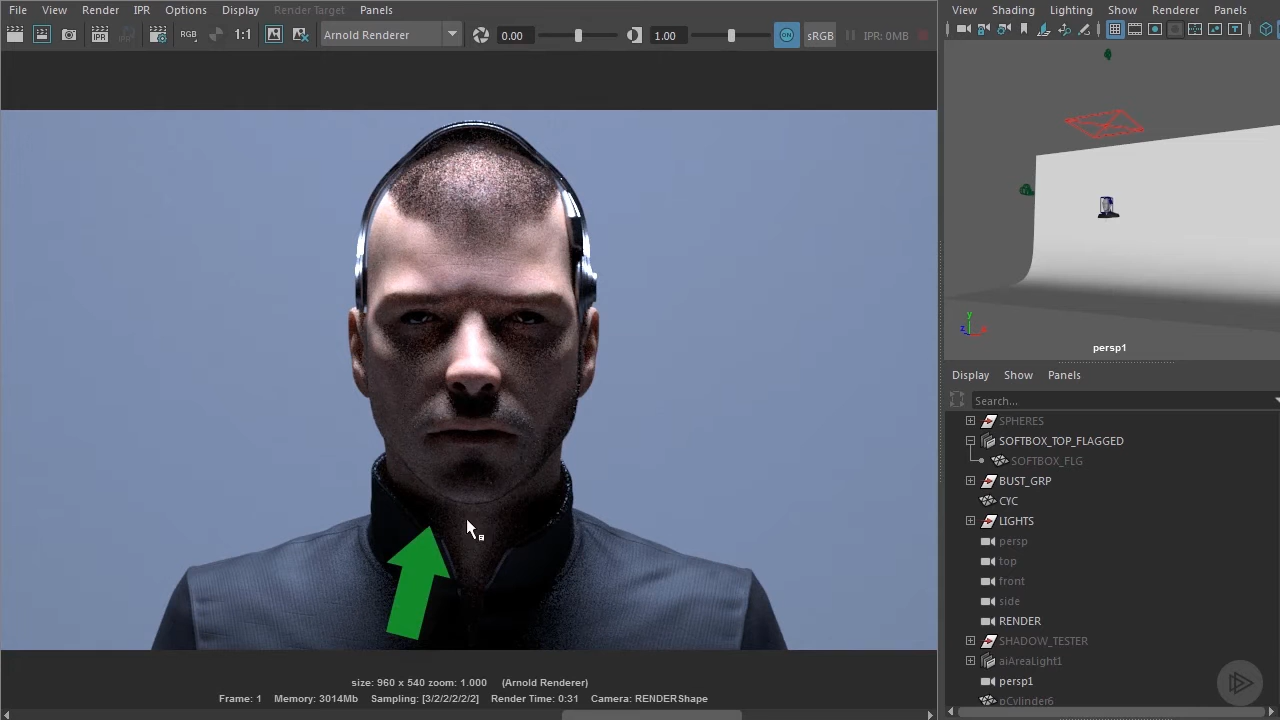 File View Render IPR Options Display Render Target Panels
RGB 1:1 Arnold Renderer 0.00 1.00 ON sRGB IPR: 0MB
View Shading Lighting Show Renderer Panels
y
z x
persp1
Display Show Panels
Search...
SPHERES
SOFTBOX_TOP_FLAGGED
SOFTBOX_FLG
BUST_GRP
CYC
LIGHTS
persp
top
front
side
RENDER
SHADOW_TESTER
aiAreaLight1
persp1
pCylinder6
size: 960 x 540 zoom: 1.000 (Arnold Renderer)
Frame: 1 Memory: 3014Mb Sampling: [3/2/2/2/2/2] Render Time: 0:31 Camera: RENDERShape